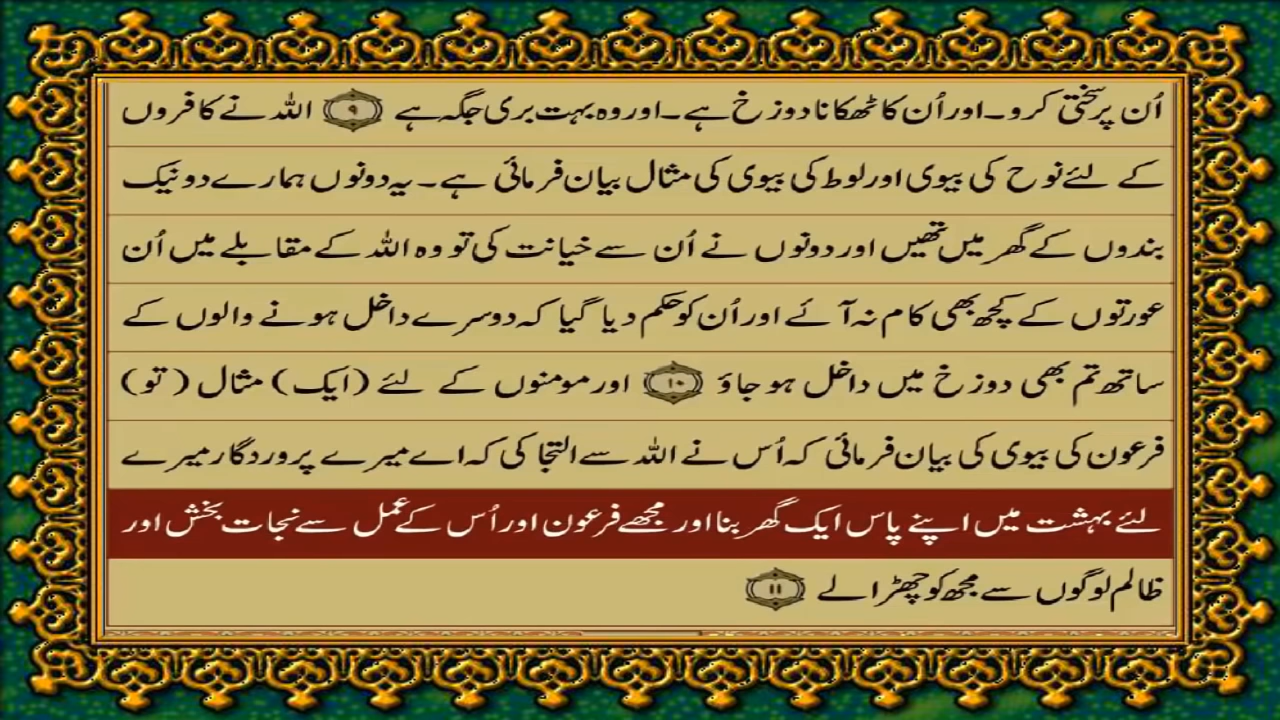 اُن پر سختی کرو۔ اور اُن کا ٹھکانا دوزخ ہے۔ اور وہ بہت بری جگہ ہے ۹ اللہ نے کافروں
کے لئے نوح کی بیوی اور لوط کی بیوی کی مثال بیان فرمائی ہے۔ یہ دونوں ہمارے دو نیک
بندوں کے گھر میں تھیں اور دونوں نے اُن سے خیانت کی تو وہ اللہ کے مقابلے میں اُن
عورتوں کے کچھ بھی کام نہ آئے اور اُن کو حکم دیا گیا کہ دوسرے داخل ہونے والوں کے
ساتھ تم بھی دوزخ میں داخل ہو جاؤ ۱۰ اور مومنوں کے لئے (ایک) مثال (تو)
فرعون کی بیوی کی بیان فرمائی کہ اُس نے اللہ سے التجا کی کہ اے میرے پروردگار میرے
لئے بہشت میں اپنے پاس ایک گھر بنا اور مجھے فرعون اور اُس کے عمل سے نجات بخش اور
ظالم لوگوں سے مجھ کو چھڑا لے ۱۱